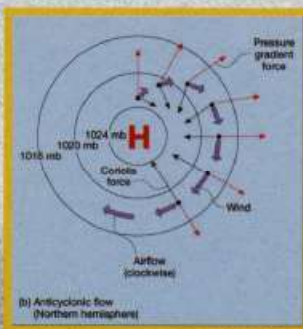 Pressure
gradient
force
1024 mb
H
1020 mb
1016 mb
Coriolis
force
Wind
Airflow
(clockwise)
(b) Anticyclonic flow
(Northern hemisphere)